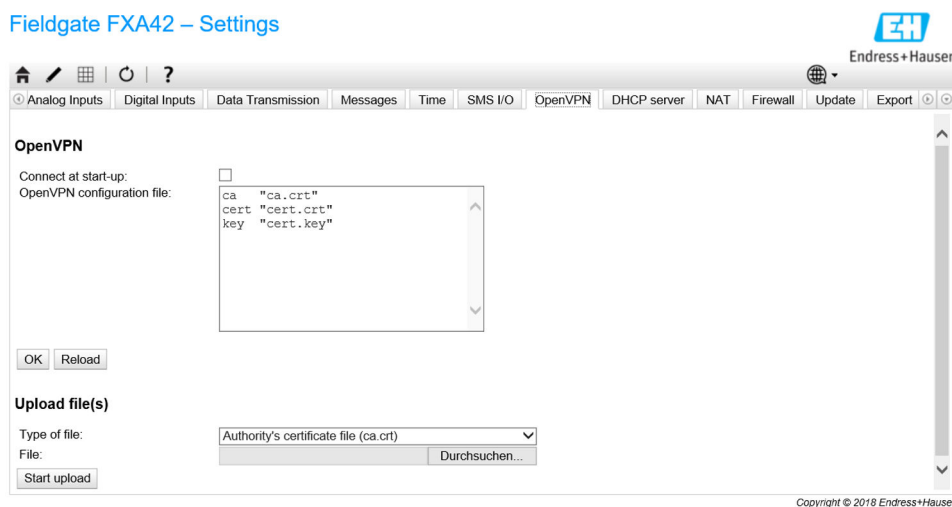 Fieldgate FXA42 – Settings
EH
Endress+Hauser
?
Analog Inputs Digital Inputs Data Transmission Messages Time SMS I/O OpenVPN DHCP server NAT Firewall Update Export
OpenVPN
Connect at start-up:
OpenVPN configuration file:
ca "ca.crt"
cert "cert.crt"
key "cert.key"
OK Reload
Upload file(s)
Type of file: Authority's certificate file (ca.crt)
File: Durchsuchen...
Start upload
Copyright © 2018 Endress+Hause